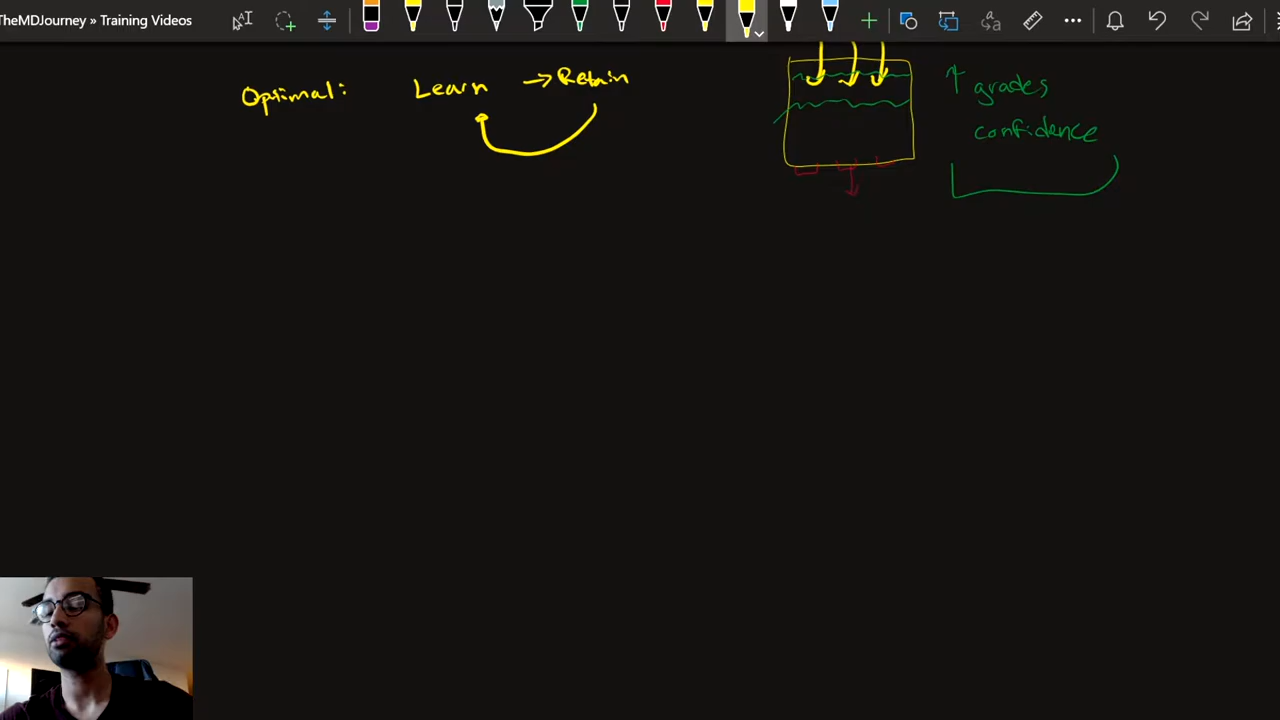 TheMDJourney » Training Videos
Optimal: Learn → Retain
↑ grades
confidence